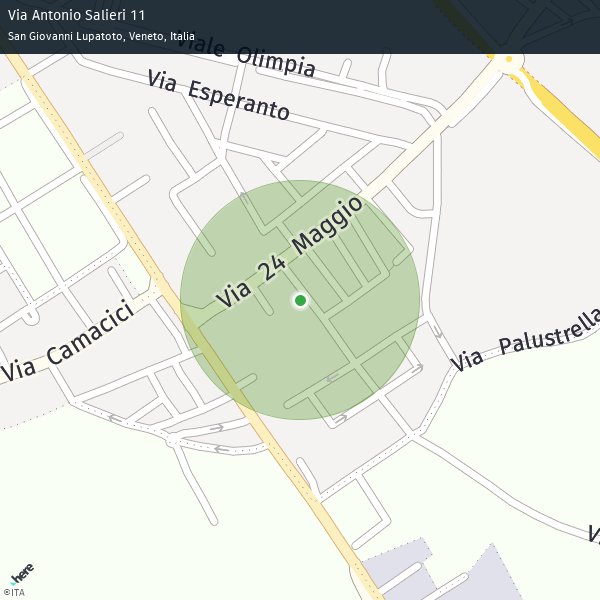 Via Antonio Salieri 11
San Giovanni Lupatoto, Veneto, Italia
Viale Olimpia
Via Esperanto
Via 24 Maggio
Via Camacici
Via Palustrella
V
here
©ITA